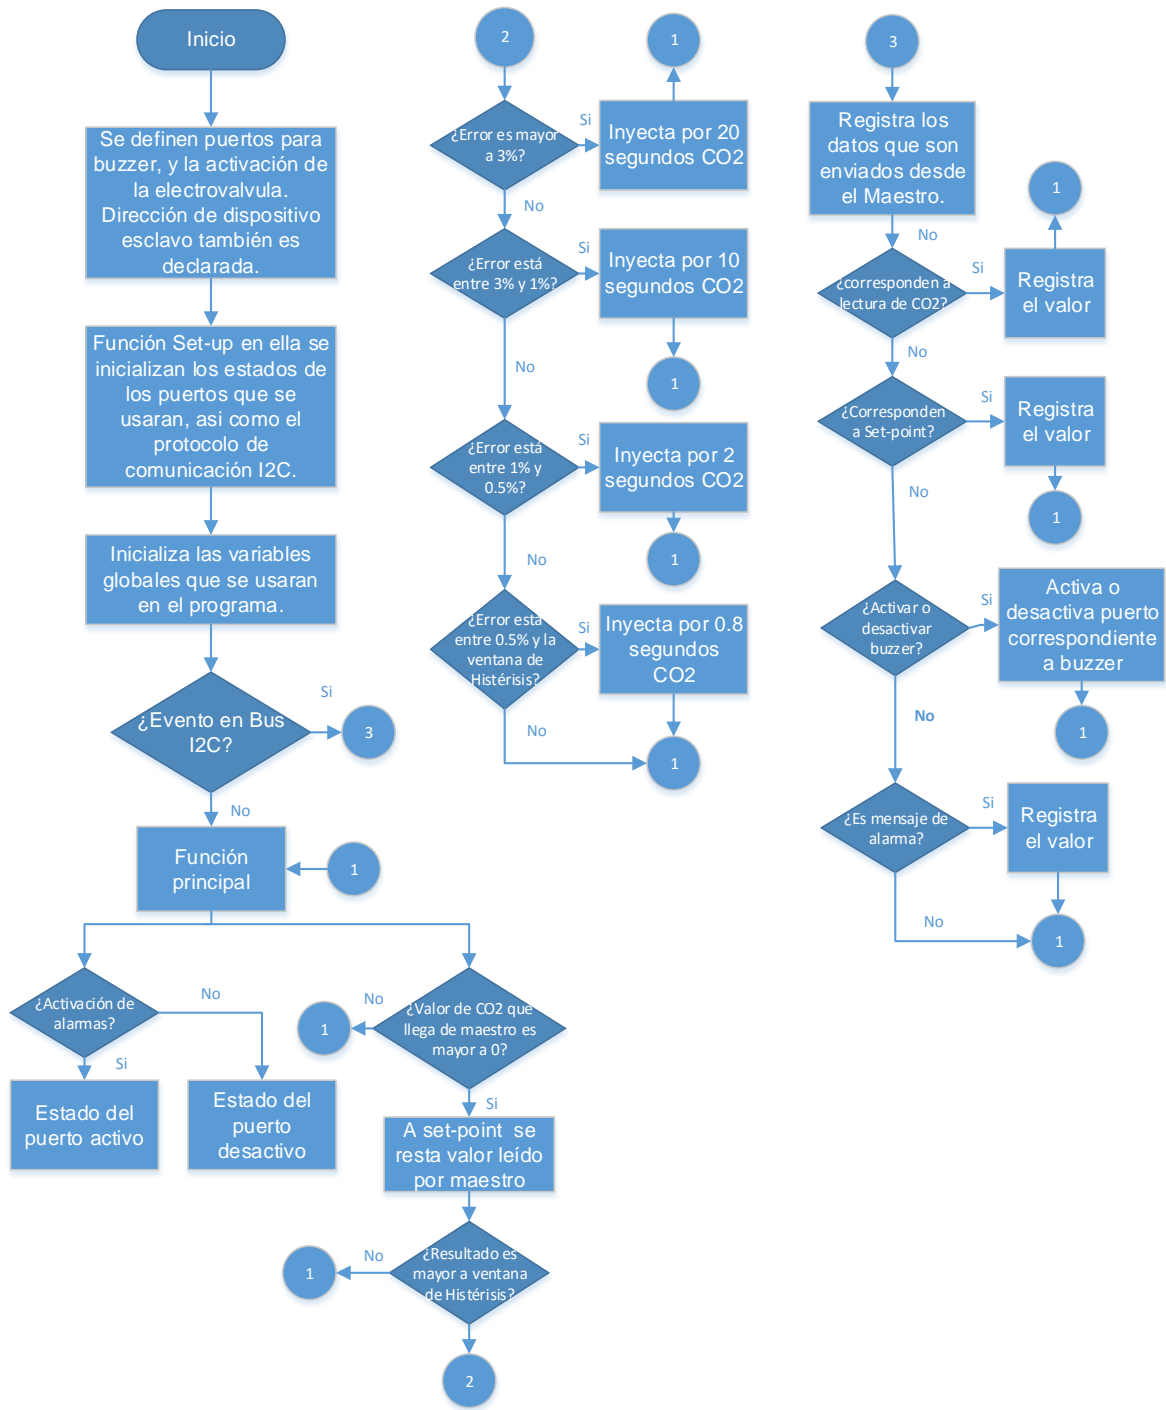 Inicio
Se definen puertos para
buzzer, y la activación de
la electrovalvula.
Dirección de dispositivo
esclavo también es
declarada.
Función Set-up en ella se
inicializan los estados de
los puertos que se
usaran, asi como el
protocolo de
comunicación I2C.
Inicializa las variables
globales que se usaran
en el programa.
¿Evento en Bus
I2C?
Si
3
No
Función
principal
1
¿Activación de
alarmas?
No
Si
Estado del
puerto activo
Estado del
puerto
desactivo
¿Valor de CO2 que
llega de maestro es
mayor a 0?
No
1
Si
A set-point se
resta valor leído
por maestro
¿Resultado es
mayor a ventana
de Histérisis?
No
1
2
2
¿Error es mayor
a 3%?
Si
Inyecta por 20
segundos CO2
1
No
¿Error está
entre 3% y 1%?
Si
Inyecta por 10
segundos CO2
1
No
¿Error está
entre 1% y
0.5%?
Si
Inyecta por 2
segundos CO2
1
No
¿Error está
entre 0.5% y la
ventana de
Histérisis?
Si
Inyecta por 0.8
segundos
CO2
No
1
3
Registra los
datos que son
enviados desde
el Maestro.
No
¿corresponden a
lectura de CO2?
Si
Registra
el valor
1
No
¿Corresponden
a Set-point?
Si
Registra
el valor
1
No
¿Activar o
desactivar
buzzer?
Si
Activa o
desactiva puerto
correspondiente
a buzzer
1
No
¿Es mensaje de
alarma?
Si
Registra
el valor
No
1